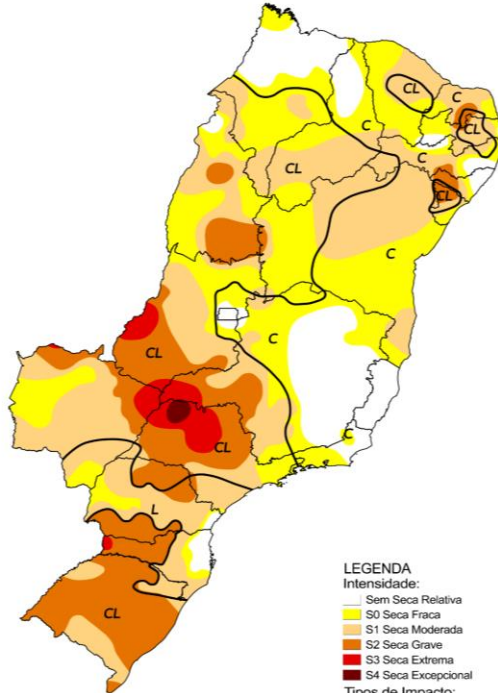 CL
C
CL
C
CL
C
CL
C
C
CL
C
CL
C
L
CL
LEGENDA
Intensidade:
Sem Seca Relativa
S0 Seca Fraca
S1 Seca Moderada
S2 Seca Grave
S3 Seca Extrema
S4 Seca Excepcional
Tipos de Impacto: